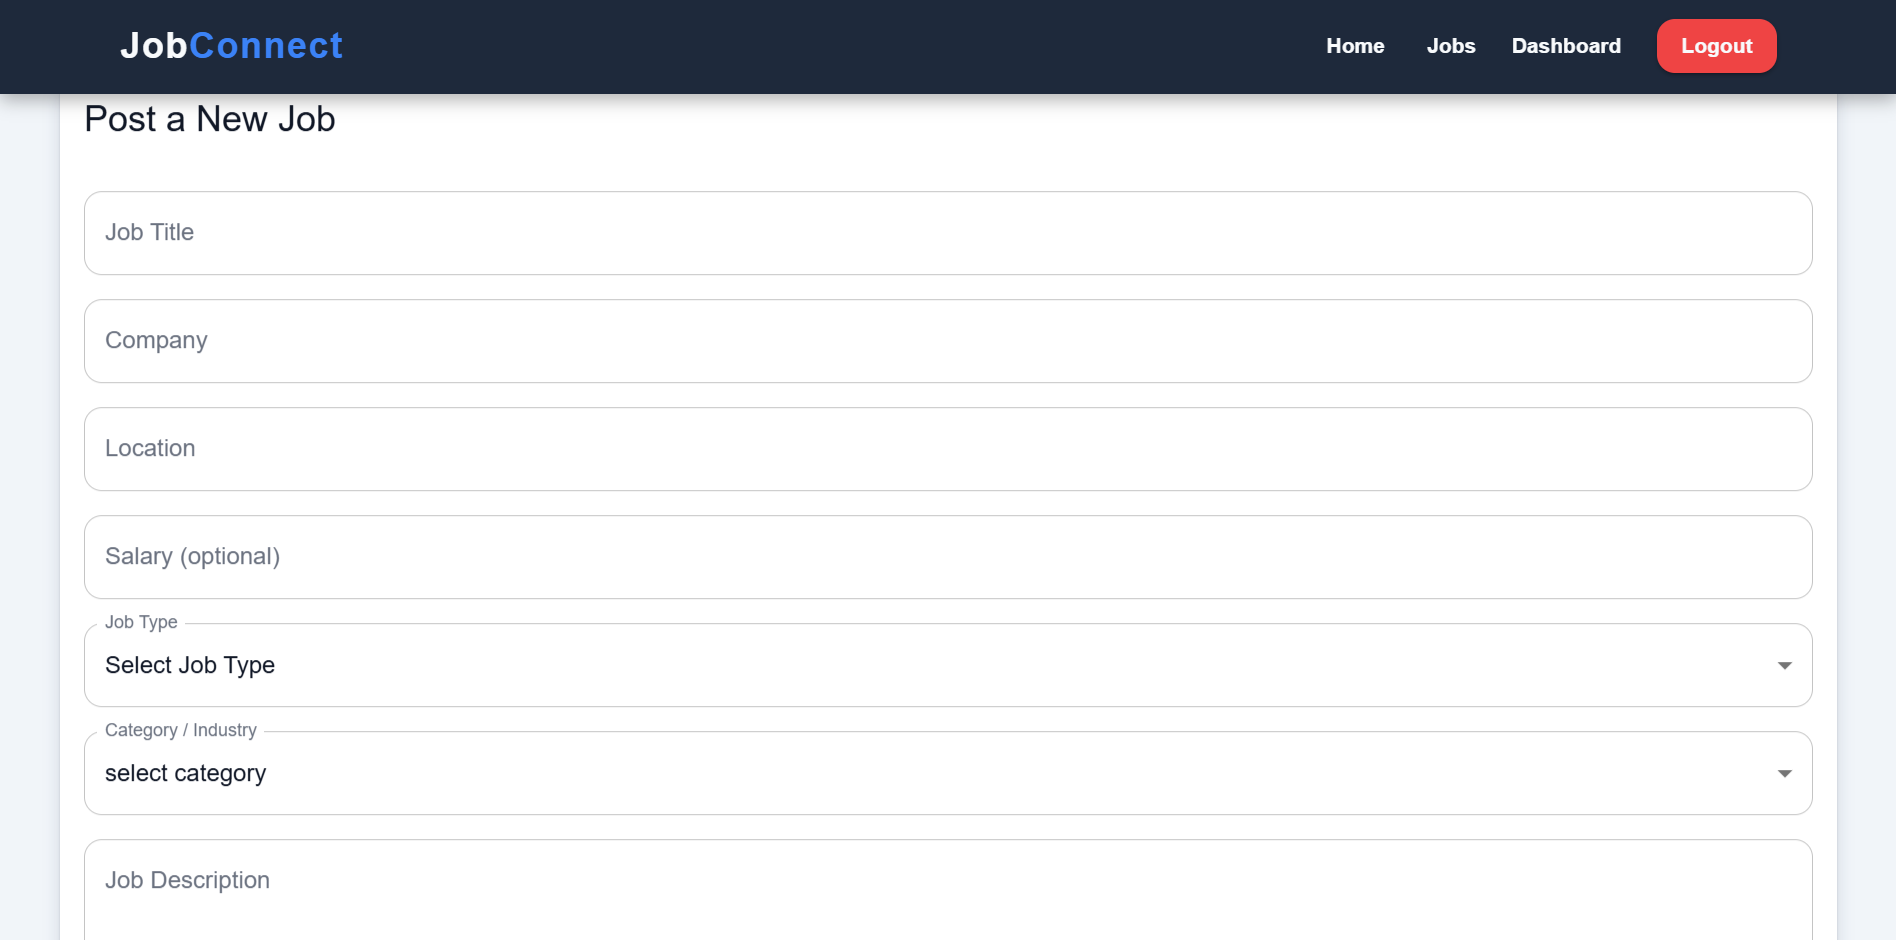 JobConnect
Home Jobs Dashboard Logout
Post a New Job
Job Title
Company
Location
Salary (optional)
Job Type
Select Job Type
Category / Industry
select category
Job Description